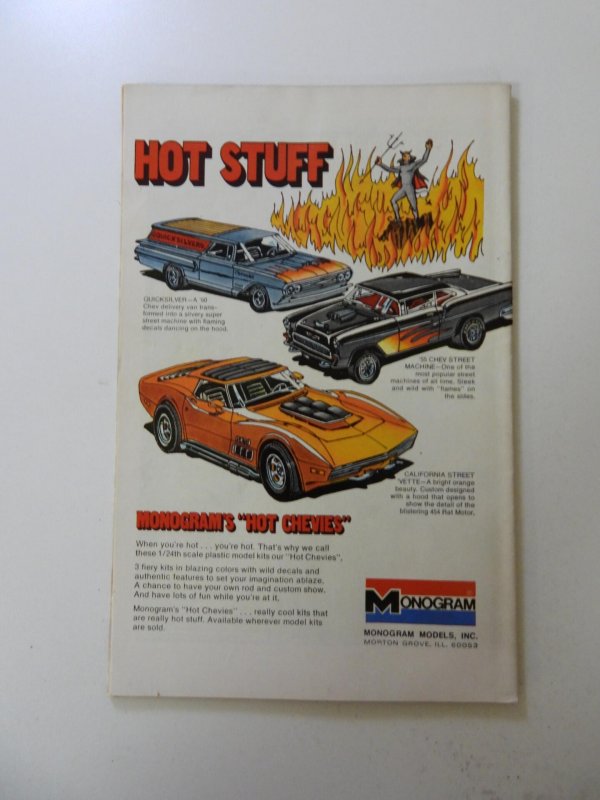 HOT STUFF
QUICKSILVER
QUICKSILVER—A '60
Chev delivery van trans-
formed into a silvery super
street machine with flaming
decals dancing on the hood.
'55 CHEV STREET
MACHINE—One of the
most popular street
machines of all time. Sleek
and wild with "flames" on
the sides.
CALIFORNIA STREET
'VETTE—A bright orange
beauty. Custom designed
with a hood that opens to
show the detail of the
blistering 454 Rat Motor.
MONOGRAM'S "HOT CHEVIES"
When you're hot . . . you're hot. That's why we call
these 1/24th scale plastic model kits our "Hot Chevies".
3 fiery kits in blazing colors with wild decals and
authentic features to set your imagination ablaze.
A chance to have your own rod and custom show.
And have lots of fun while you're at it.
Monogram's "Hot Chevies" . . . really cool kits that
are really hot stuff. Available wherever model kits
are sold.
MONOGRAM
MONOGRAM MODELS, INC.
MORTON GROVE, ILL. 60053